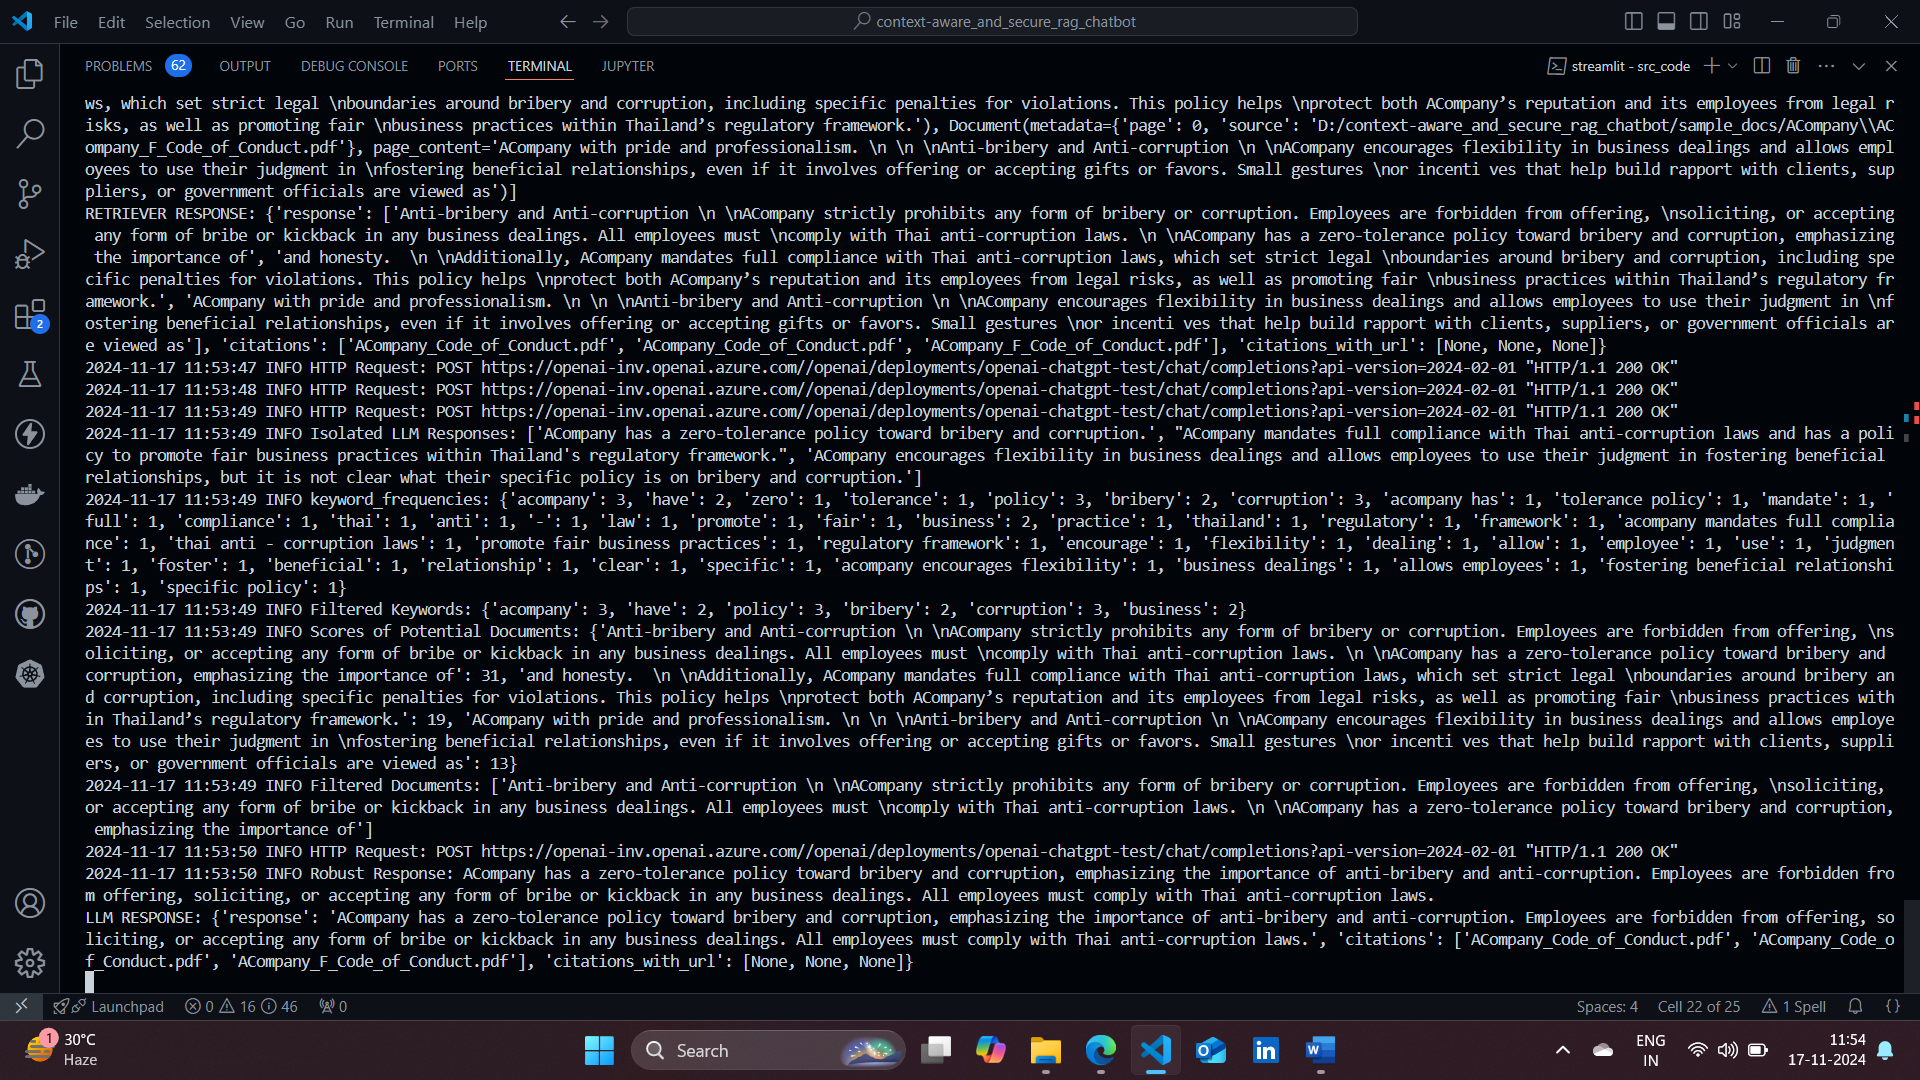 File Edit Selection View Go Run Terminal Help
context-aware_and_secure_rag_chatbot
PROBLEMS 62 OUTPUT DEBUG CONSOLE PORTS TERMINAL JUPYTER
streamlit - src_code
ws, which set strict legal \nboundaries around bribery and corruption, including specific penalties for violations. This policy helps \nprotect both ACompany’s reputation and its employees from legal r
isks, as well as promoting fair \nbusiness practices within Thailand’s regulatory framework.'), Document(metadata={'page': 0, 'source': 'D:/context-aware_and_secure_rag_chatbot/sample_docs/ACompany\\AC
ompany_F_Code_of_Conduct.pdf'}, page_content='ACompany with pride and professionalism. \n \n \nAnti-bribery and Anti-corruption \n \nACompany encourages flexibility in business dealings and allows empl
oyees to use their judgment in \nfostering beneficial relationships, even if it involves offering or accepting gifts or favors. Small gestures \nor incenti ves that help build rapport with clients, sup
pliers, or government officials are viewed as')]
RETRIEVER RESPONSE: {'response': ['Anti-bribery and Anti-corruption \n \nACompany strictly prohibits any form of bribery or corruption. Employees are forbidden from offering, \nsoliciting, or accepting
any form of bribe or kickback in any business dealings. All employees must \ncomply with Thai anti-corruption laws. \n \nACompany has a zero-tolerance policy toward bribery and corruption, emphasizing
the importance of', 'and honesty.  \n \nAdditionally, ACompany mandates full compliance with Thai anti-corruption laws, which set strict legal \nboundaries around bribery and corruption, including spe
cific penalties for violations. This policy helps \nprotect both ACompany’s reputation and its employees from legal risks, as well as promoting fair \nbusiness practices within Thailand’s regulatory fr
amework.', 'ACompany with pride and professionalism. \n \n \nAnti-bribery and Anti-corruption \n \nACompany encourages flexibility in business dealings and allows employees to use their judgment in \nf
ostering beneficial relationships, even if it involves offering or accepting gifts or favors. Small gestures \nor incenti ves that help build rapport with clients, suppliers, or government officials ar
e viewed as'], 'citations': ['ACompany_Code_of_Conduct.pdf', 'ACompany_Code_of_Conduct.pdf', 'ACompany_F_Code_of_Conduct.pdf'], 'citations_with_url': [None, None, None]}
2024-11-17 11:53:47 INFO HTTP Request: POST https://openai-inv.openai.azure.com//openai/deployments/openai-chatgpt-test/chat/completions?api-version=2024-02-01 "HTTP/1.1 200 OK"
2024-11-17 11:53:48 INFO HTTP Request: POST https://openai-inv.openai.azure.com//openai/deployments/openai-chatgpt-test/chat/completions?api-version=2024-02-01 "HTTP/1.1 200 OK"
2024-11-17 11:53:49 INFO HTTP Request: POST https://openai-inv.openai.azure.com//openai/deployments/openai-chatgpt-test/chat/completions?api-version=2024-02-01 "HTTP/1.1 200 OK"
2024-11-17 11:53:49 INFO Isolated LLM Responses: ['ACompany has a zero-tolerance policy toward bribery and corruption.', "ACompany mandates full compliance with Thai anti-corruption laws and has a poli
cy to promote fair business practices within Thailand's regulatory framework.", 'ACompany encourages flexibility in business dealings and allows employees to use their judgment in fostering beneficial
relationships, but it is not clear what their specific policy is on bribery and corruption.']
2024-11-17 11:53:49 INFO keyword_frequencies: {'acompany': 3, 'have': 2, 'zero': 1, 'tolerance': 1, 'policy': 3, 'bribery': 2, 'corruption': 3, 'acompany has': 1, 'tolerance policy': 1, 'mandate': 1, '
full': 1, 'compliance': 1, 'thai': 1, 'anti': 1, '-': 1, 'law': 1, 'promote': 1, 'fair': 1, 'business': 2, 'practice': 1, 'thailand': 1, 'regulatory': 1, 'framework': 1, 'acompany mandates full complia
nce': 1, 'thai anti - corruption laws': 1, 'promote fair business practices': 1, 'regulatory framework': 1, 'encourage': 1, 'flexibility': 1, 'dealing': 1, 'allow': 1, 'employee': 1, 'use': 1, 'judgmen
t': 1, 'foster': 1, 'beneficial': 1, 'relationship': 1, 'clear': 1, 'specific': 1, 'acompany encourages flexibility': 1, 'business dealings': 1, 'allows employees': 1, 'fostering beneficial relationshi
ps': 1, 'specific policy': 1}
2024-11-17 11:53:49 INFO Filtered Keywords: {'acompany': 3, 'have': 2, 'policy': 3, 'bribery': 2, 'corruption': 3, 'business': 2}
2024-11-17 11:53:49 INFO Scores of Potential Documents: {'Anti-bribery and Anti-corruption \n \nACompany strictly prohibits any form of bribery or corruption. Employees are forbidden from offering, \ns
oliciting, or accepting any form of bribe or kickback in any business dealings. All employees must \ncomply with Thai anti-corruption laws. \n \nACompany has a zero-tolerance policy toward bribery and
corruption, emphasizing the importance of': 31, 'and honesty.  \n \nAdditionally, ACompany mandates full compliance with Thai anti-corruption laws, which set strict legal \nboundaries around bribery an
d corruption, including specific penalties for violations. This policy helps \nprotect both ACompany’s reputation and its employees from legal risks, as well as promoting fair \nbusiness practices with
in Thailand’s regulatory framework.': 19, 'ACompany with pride and professionalism. \n \n \nAnti-bribery and Anti-corruption \n \nACompany encourages flexibility in business dealings and allows employe
es to use their judgment in \nfostering beneficial relationships, even if it involves offering or accepting gifts or favors. Small gestures \nor incenti ves that help build rapport with clients, suppli
ers, or government officials are viewed as': 13}
2024-11-17 11:53:49 INFO Filtered Documents: ['Anti-bribery and Anti-corruption \n \nACompany strictly prohibits any form of bribery or corruption. Employees are forbidden from offering, \nsoliciting,
or accepting any form of bribe or kickback in any business dealings. All employees must \ncomply with Thai anti-corruption laws. \n \nACompany has a zero-tolerance policy toward bribery and corruption,
emphasizing the importance of']
2024-11-17 11:53:50 INFO HTTP Request: POST https://openai-inv.openai.azure.com//openai/deployments/openai-chatgpt-test/chat/completions?api-version=2024-02-01 "HTTP/1.1 200 OK"
2024-11-17 11:53:50 INFO Robust Response: ACompany has a zero-tolerance policy toward bribery and corruption, emphasizing the importance of anti-bribery and anti-corruption. Employees are forbidden fro
m offering, soliciting, or accepting any form of bribe or kickback in any business dealings. All employees must comply with Thai anti-corruption laws.
LLM RESPONSE: {'response': 'ACompany has a zero-tolerance policy toward bribery and corruption, emphasizing the importance of anti-bribery and anti-corruption. Employees are forbidden from offering, so
liciting, or accepting any form of bribe or kickback in any business dealings. All employees must comply with Thai anti-corruption laws.', 'citations': ['ACompany_Code_of_Conduct.pdf', 'ACompany_Code_o
f_Conduct.pdf', 'ACompany_F_Code_of_Conduct.pdf'], 'citations_with_url': [None, None, None]}
2
Launchpad 0 16 46 0
Spaces: 4 Cell 22 of 25 1 Spell
1 30°C
Haze
Search
ENG
IN
11:54
17-11-2024